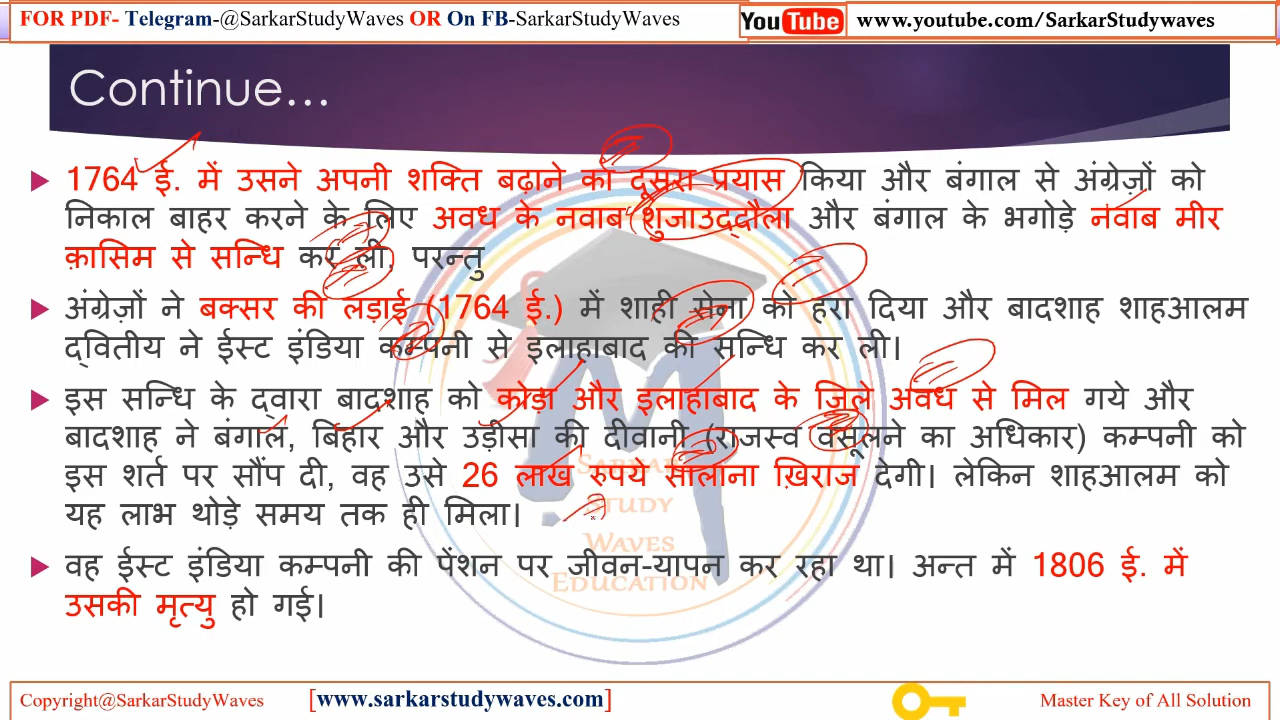 FOR PDF- Telegram-@SarkarStudyWaves OR On FB-SarkarStudyWaves
YouTube www.youtube.com/SarkarStudywaves
Continue…
1764 ई. में उसने अपनी शक्ति बढ़ाने का दूसरा प्रयास किया और बंगाल से अंग्रेज़ों को
निकाल बाहर करने के लिए अवध के नवाब शुजाउद्दौला और बंगाल के भगोड़े नवाब मीर
क़ासिम से सन्धि कर ली, परन्तु
अंग्रेज़ों ने बक्सर की लड़ाई (1764 ई.) में शाही सेना को हरा दिया और बादशाह शाहआलम
द्वितीय ने ईस्ट इंडिया कम्पनी से इलाहाबाद की सन्धि कर ली।
इस सन्धि के द्वारा बादशाह को कोड़ा और इलाहाबाद के जिले अवध से मिल गये और
बादशाह ने बंगाल, बिहार और उड़ीसा की दीवानी (राजस्व वसूलने का अधिकार) कम्पनी को
इस शर्त पर सौंप दी, वह उसे 26 लाख रुपये सालाना ख़िराज देगी। लेकिन शाहआलम को
यह लाभ थोड़े समय तक ही मिला।
वह ईस्ट इंडिया कम्पनी की पेंशन पर जीवन-यापन कर रहा था। अन्त में 1806 ई. में
उसकी मृत्यु हो गई।
Sarkar
Study
Waves
Education
Copyright@SarkarStudyWaves [www.sarkarstudywaves.com] Master Key of All Solution